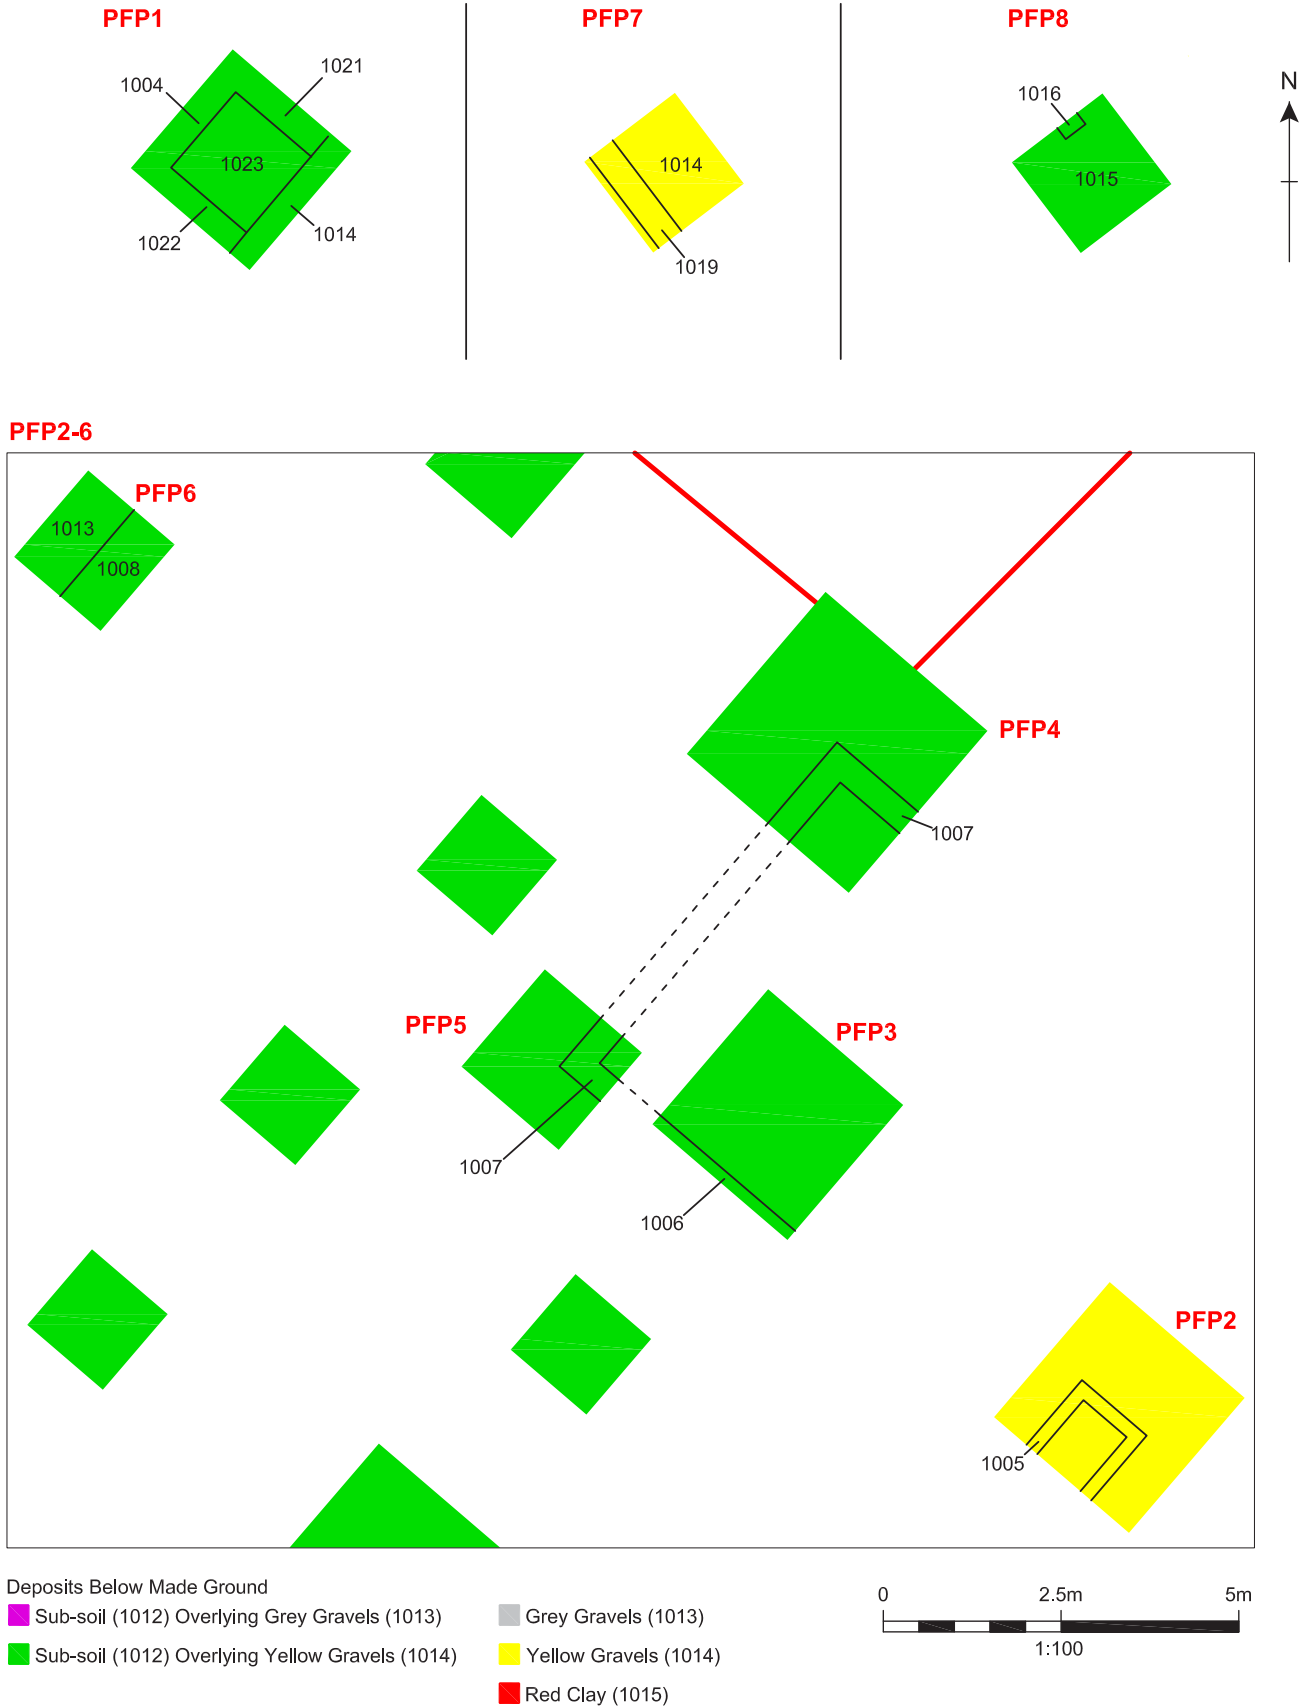 PFP1
PFP7
PFP8
1004
1021
1023
1022
1014
1014
1019
1016
1015
N
PFP2-6
PFP6
1013
1008
PFP4
1007
PFP5
PFP3
1007
1006
PFP2
1005
Deposits Below Made Ground
Sub-soil (1012) Overlying Grey Gravels (1013)
Sub-soil (1012) Overlying Yellow Gravels (1014)
Grey Gravels (1013)
Yellow Gravels (1014)
Red Clay (1015)
0 2.5m 5m
1:100